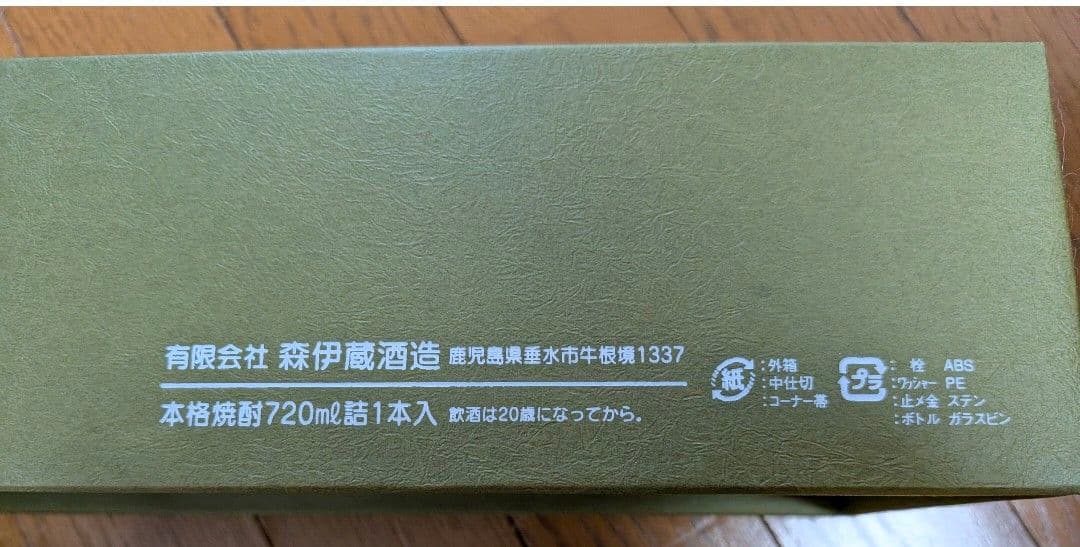 有限会社 森伊蔵酒造 鹿児島県垂水市牛根境1337
本格焼酎720mℓ詰1本入 飲酒は20歳になってから。
紙 :外箱
:中仕切
:コーナー帯
プラ : 栓 ABS
:ワッシャー PE
:止メ金 ステン
:ボトル ガラスビン